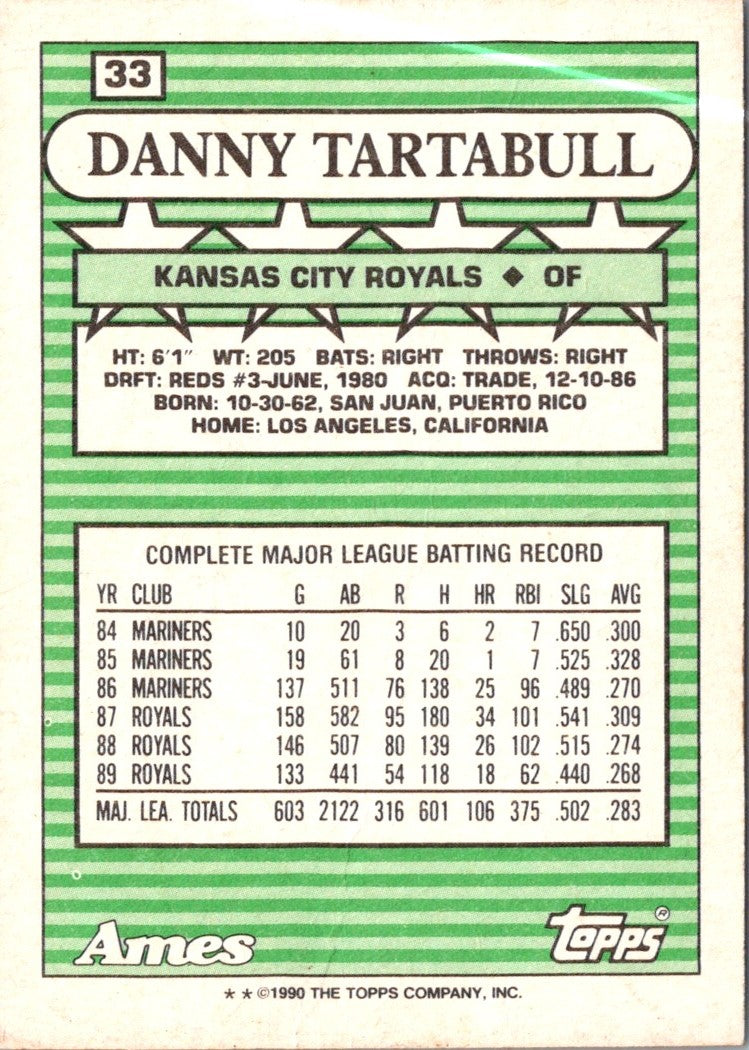 33
DANNY TARTABULL
KANSAS CITY ROYALS ◆ OF
HT: 6'1" WT: 205 BATS: RIGHT THROWS: RIGHT
DRFT: REDS #3-JUNE, 1980 ACQ: TRADE, 12-10-86
BORN: 10-30-62, SAN JUAN, PUERTO RICO
HOME: LOS ANGELES, CALIFORNIA
COMPLETE MAJOR LEAGUE BATTING RECORD
YR CLUB G AB R H HR RBI SLG AVG
84 MARINERS 10 20 3 6 2 7 .650 .300
85 MARINERS 19 61 8 20 1 7 .525 .328
86 MARINERS 137 511 76 138 25 96 .489 .270
87 ROYALS 158 582 95 180 34 101 .541 .309
88 ROYALS 146 507 80 139 26 102 .515 .274
89 ROYALS 133 441 54 118 18 62 .440 .268
MAJ. LEA. TOTALS 603 2122 316 601 106 375 .502 .283
Ames topps ®
★ ★ ©1990 THE TOPPS COMPANY, INC.